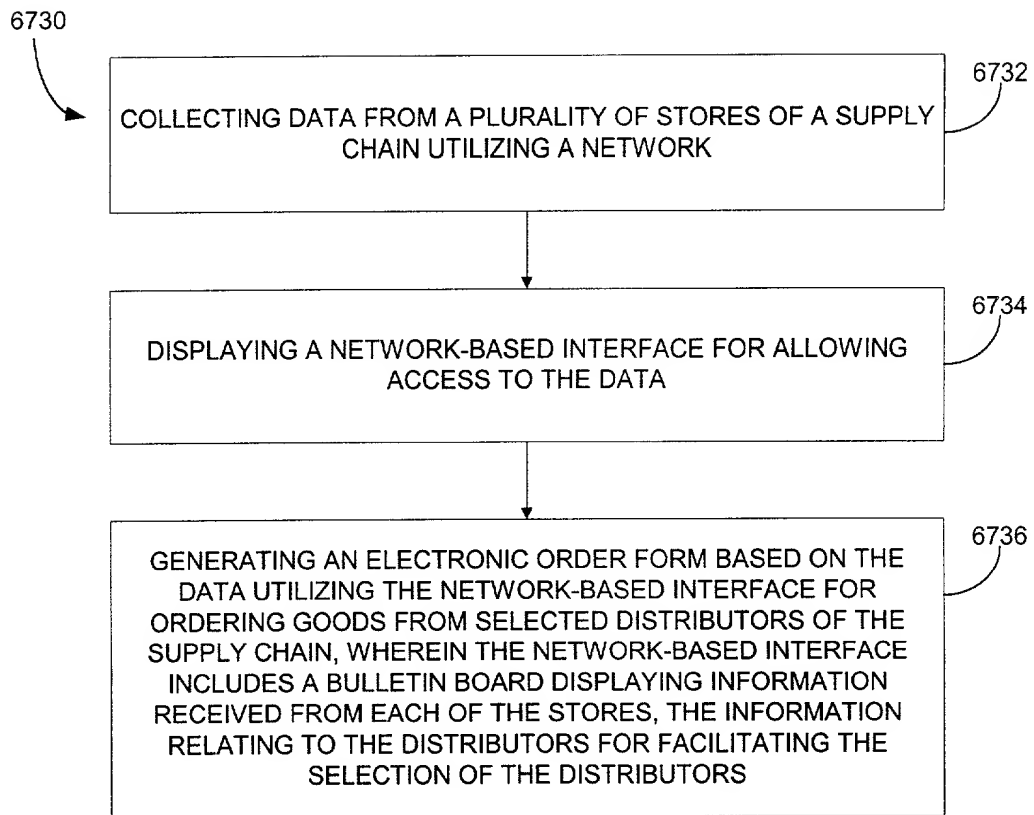 6730
6732
COLLECTING DATA FROM A PLURALITY OF STORES OF A SUPPLY
CHAIN UTILIZING A NETWORK
6734
DISPLAYING A NETWORK-BASED INTERFACE FOR ALLOWING
ACCESS TO THE DATA
6736
GENERATING AN ELECTRONIC ORDER FORM BASED ON THE
DATA UTILIZING THE NETWORK-BASED INTERFACE FOR
ORDERING GOODS FROM SELECTED DISTRIBUTORS OF THE
SUPPLY CHAIN, WHEREIN THE NETWORK-BASED INTERFACE
INCLUDES A BULLETIN BOARD DISPLAYING INFORMATION
RECEIVED FROM EACH OF THE STORES, THE INFORMATION
RELATING TO THE DISTRIBUTORS FOR FACILITATING THE
SELECTION OF THE DISTRIBUTORS